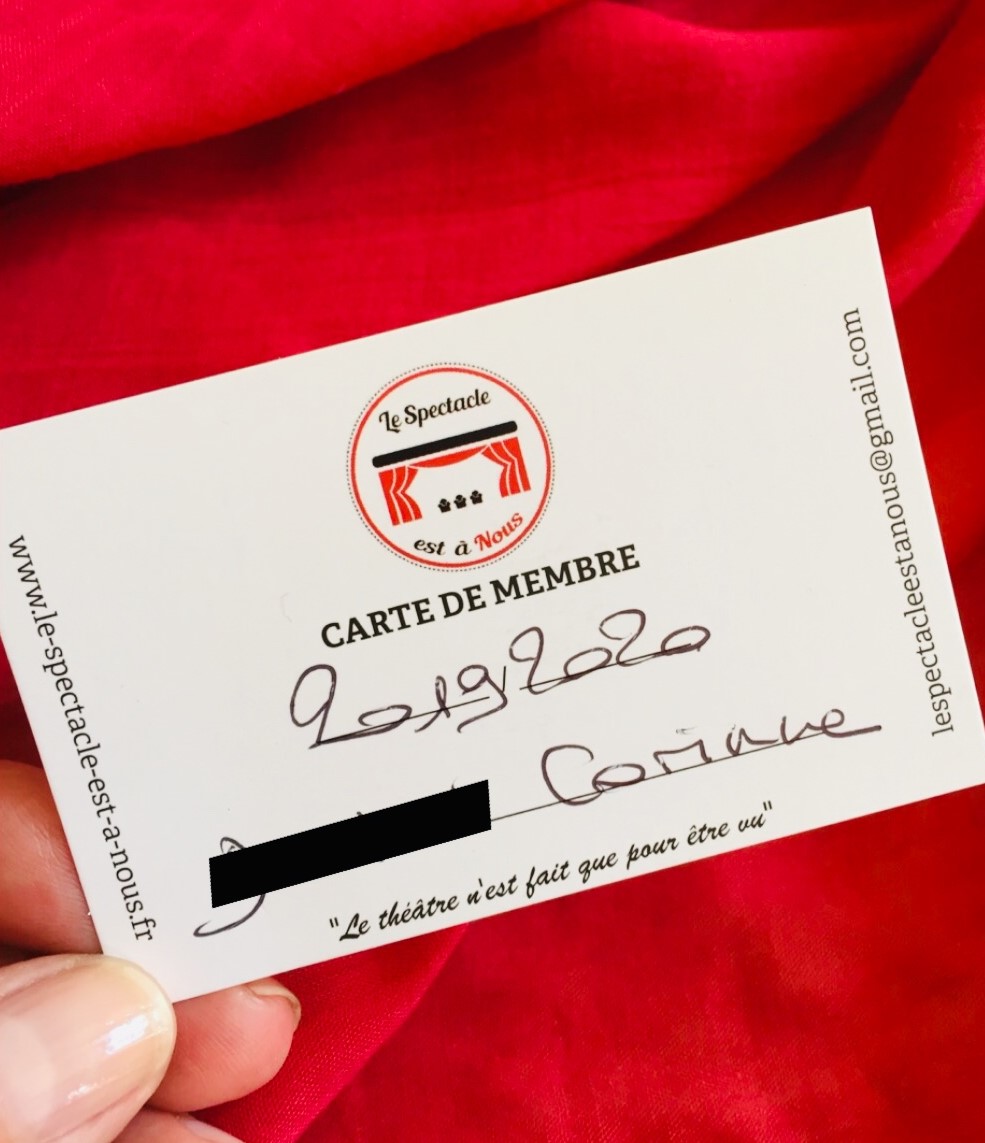 Le Spectacle
est à Nous
CARTE DE MEMBRE
2019/2020
Corinne
"Le théâtre n'est fait que pour être vu"
www.le-spectacle-est-a-nous.fr
lespectacleestanous@gmail.com